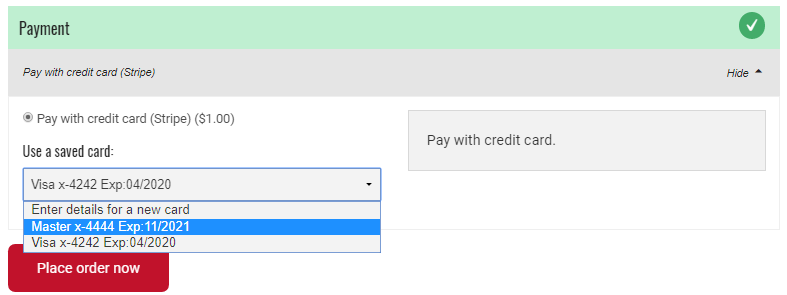 Payment
Pay with credit card (Stripe)
Hide
Pay with credit card (Stripe) ($1.00)
Pay with credit card.
Use a saved card:
Visa x-4242 Exp:04/2020
Enter details for a new card
Master x-4444 Exp:11/2021
Visa x-4242 Exp:04/2020
Place order now